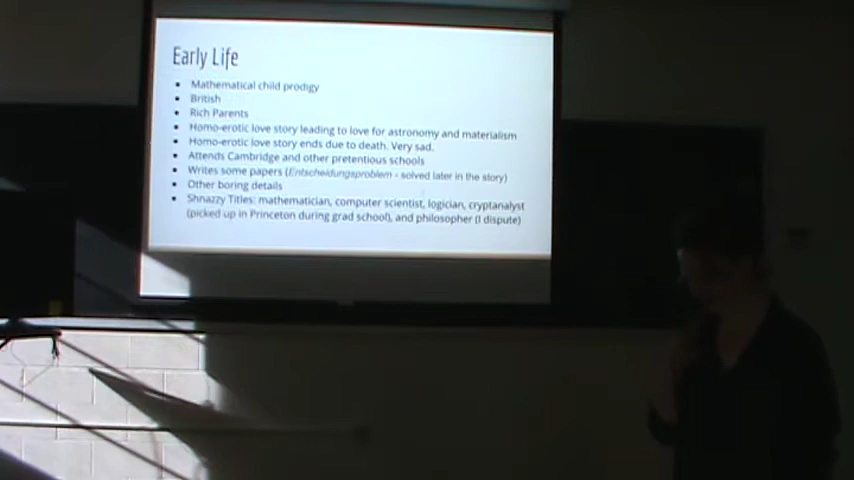 Early Life
• Mathematical child prodigy
• British
• Rich Parents
• Homo-erotic love story leading to love for astronomy and materialism
• Homo-erotic love story ends due to death. Very sad.
• Attends Cambridge and other pretentious schools
• Writes some papers (Entscheidungsproblem - solved later in the story)
• Other boring details
• Shnazzy Titles: mathematician, computer scientist, logician, cryptanalyst
(picked up in Princeton during grad school), and philosopher (I dispute)